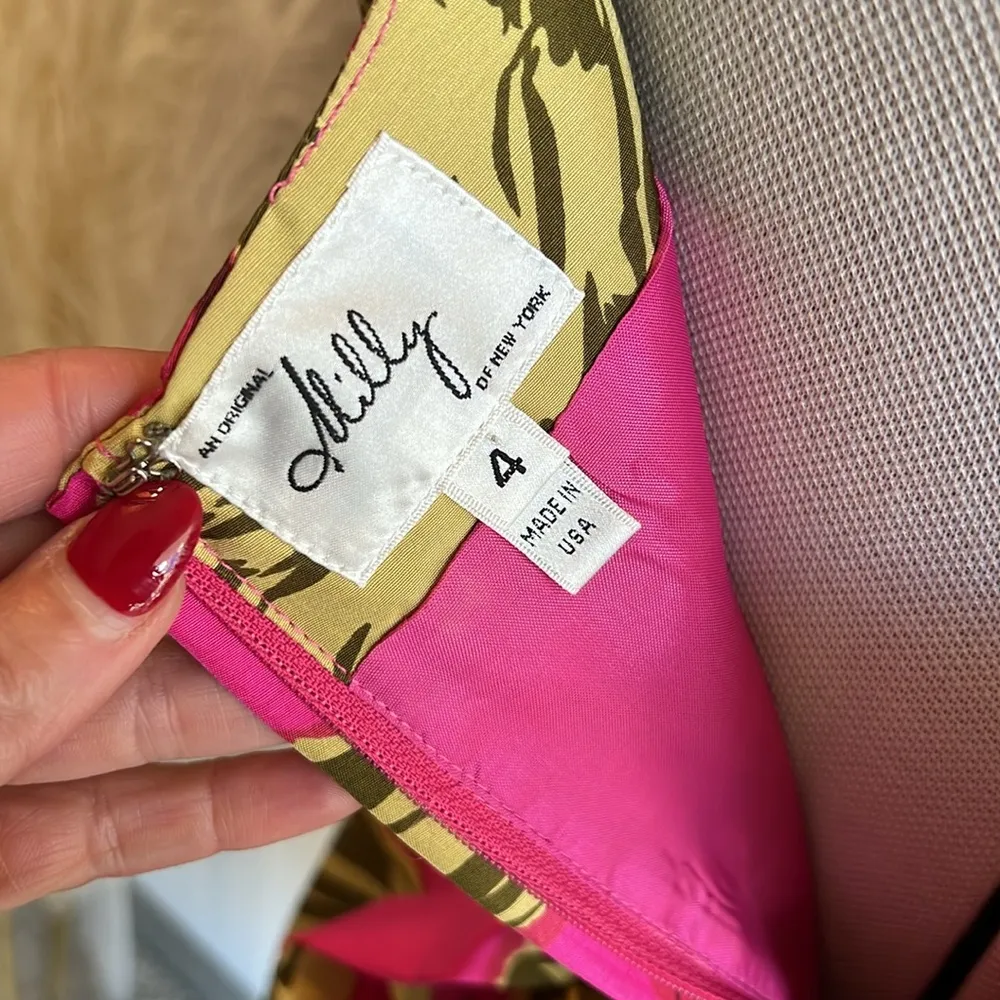 AN ORIGINAL
Milly
OF NEW YORK
4
MADE IN
USA